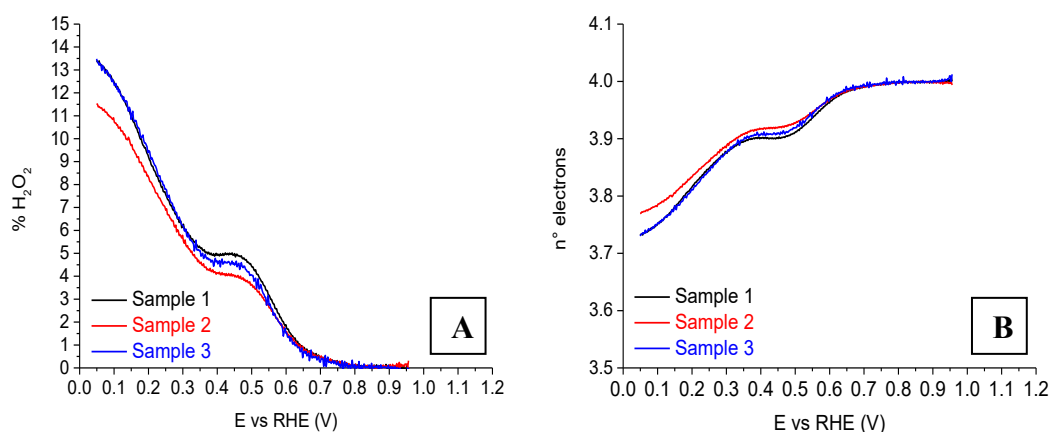 15
14
13
12
11
10
9
8
7
6
5
4
3
2
1
0
% H₂O₂
Sample 1
Sample 2
Sample 3
A
0.0 0.1 0.2 0.3 0.4 0.5 0.6 0.7 0.8 0.9 1.0 1.1 1.2
E vs RHE (V)
4.0
3.9
3.8
3.7
3.6
3.5
n° electrons
Sample 1
Sample 2
Sample 3
B
0.0 0.1 0.2 0.3 0.4 0.5 0.6 0.7 0.8 0.9 1.0 1.1 1.2
E vs RHE (V)